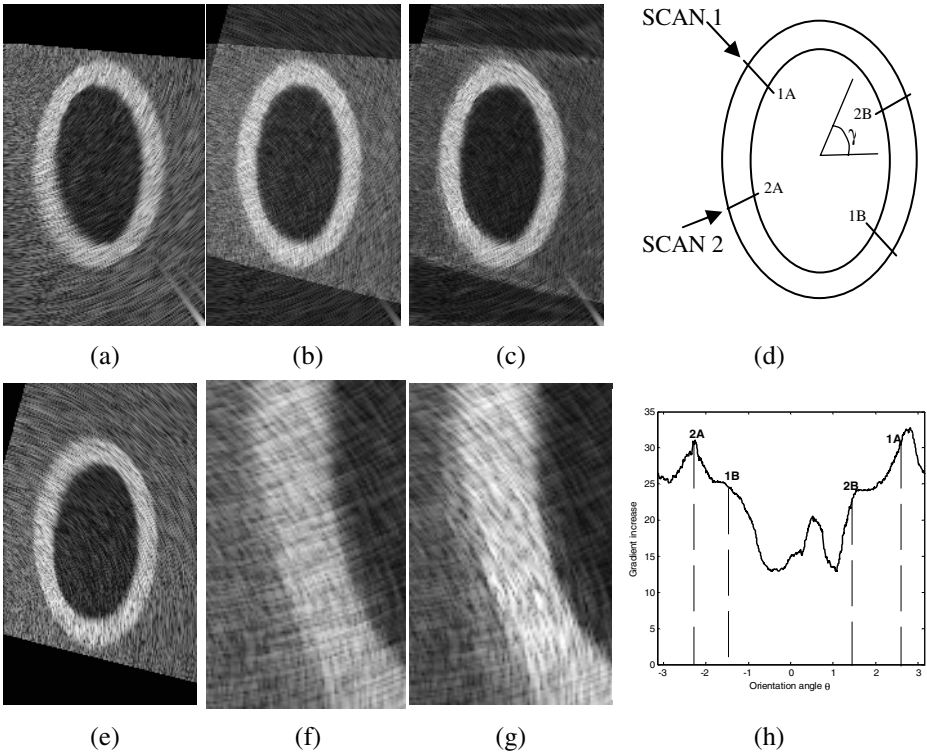 SCAN 1
1A
2B
γ
2A
1B
SCAN 2
(a)
(b)
(c)
(d)
35
30
25
20
15
10
5
0
Gradient increase
2A
1B
2B
1A
-3
-2
-1
0
1
2
3
Orientation angle θ
(e)
(f)
(g)
(h)